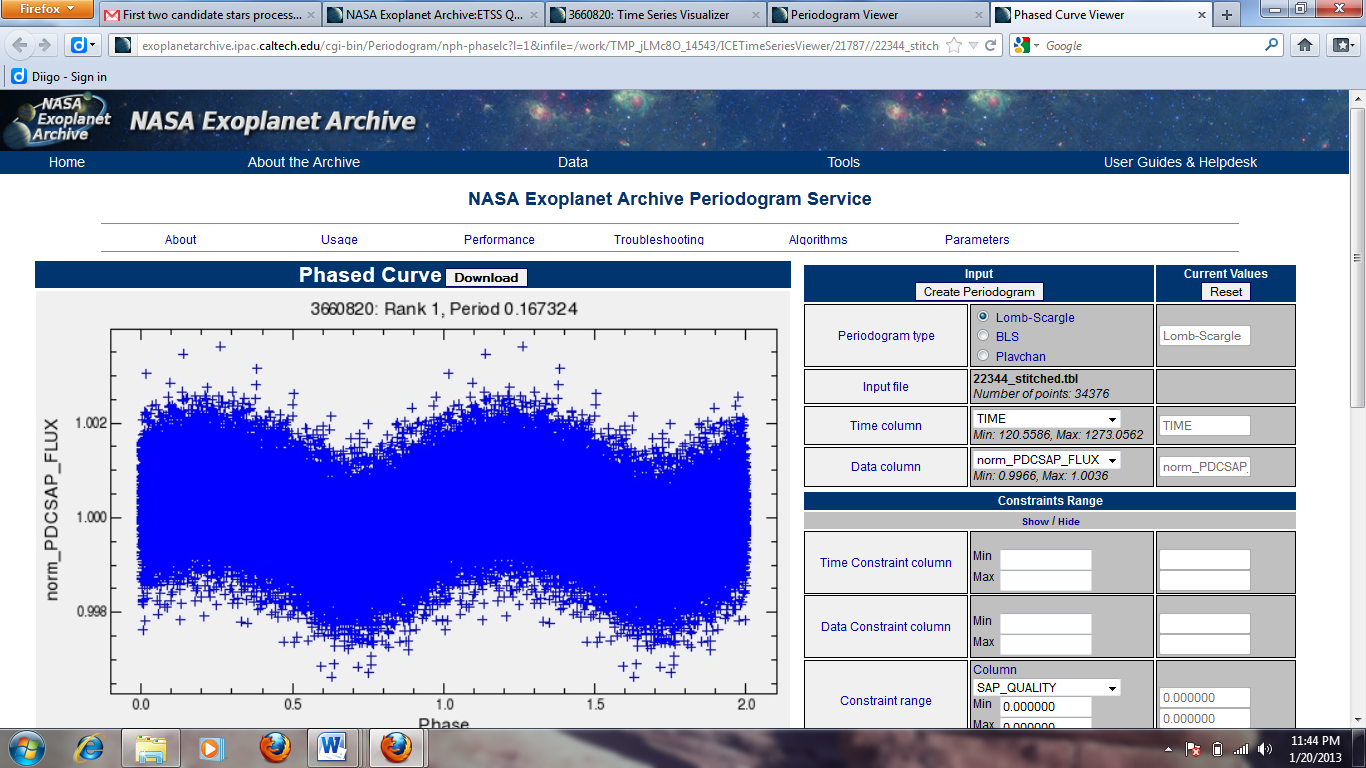 Firefox
First two candidate stars process...
NASA Exoplanet Archive:ETSS Q...
3660820: Time Series Visualizer
Periodogram Viewer
Phased Curve Viewer
exoplanetarchive.ipac.caltech.edu/cgi-bin/Periodogram/nph-phaselc?l=1&infile=/work/TMP_jLMc8O_14543/ICETimeSeriesViewer/21787//22344_stitch
Google
Diigo - Sign in
NASA
Exoplanet
Archive
NASA Exoplanet Archive
Home About the Archive Data Tools User Guides & Helpdesk
NASA Exoplanet Archive Periodogram Service
About Usage Performance Troubleshooting Algorithms Parameters
Phased Curve Download
3660820: Rank 1, Period 0.167324
norm_PDCSAP_FLUX
1.002
1.000
0.998
0.0 0.5 1.0 1.5 2.0
Phase
Input Current Values
Create Periodogram Reset
Periodogram type
Lomb-Scargle
BLS
Plavchan
Lomb-Scargle
Input file
22344_stitched.tbl
Number of points: 34376
Time column
TIME
Min: 120.5586, Max: 1273.0562
TIME
Data column
norm_PDCSAP_FLUX
Min: 0.9966, Max: 1.0036
norm_PDCSAP_
Constraints Range
Show / Hide
Time Constraint column
Min
Max
Data Constraint column
Min
Max
Constraint range
Column
SAP_QUALITY
Min 0.000000
Max 0.000000
0.000000
0.000000
11:44 PM
1/20/2013